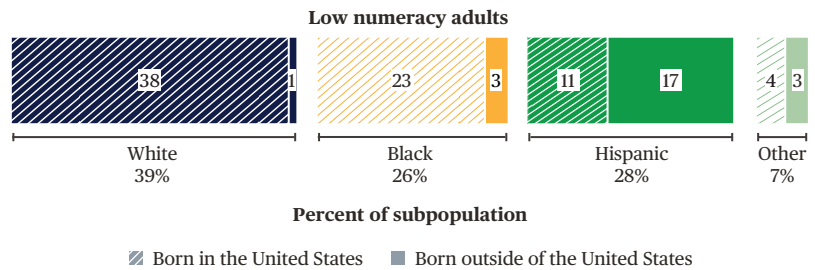 Low numeracy adults
38 1 23 3 11 17 4 3
White Black Hispanic Other
39% 26% 28% 7%
Percent of subpopulation
Born in the United States Born outside of the United States